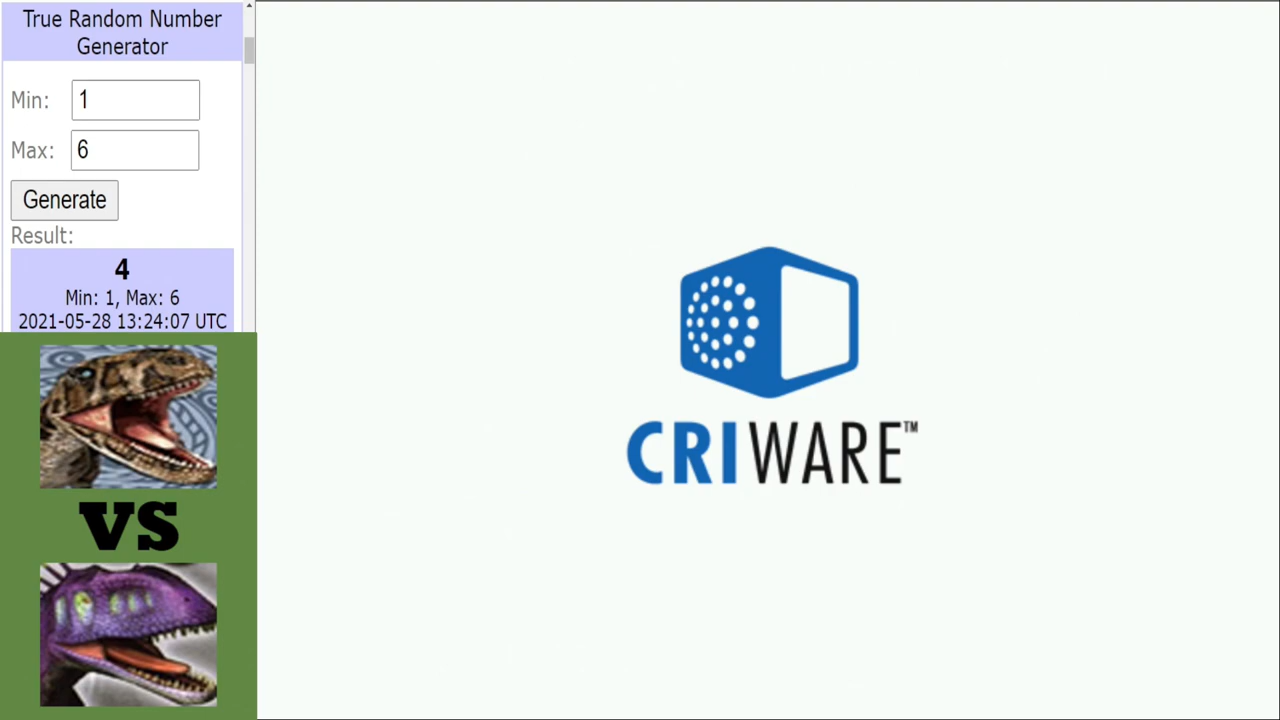 True Random Number
Generator
Min: 1
Max: 6
Generate
Result:
4
Min: 1, Max: 6
2021-05-28 13:24:07 UTC
VS
CRIWARE™